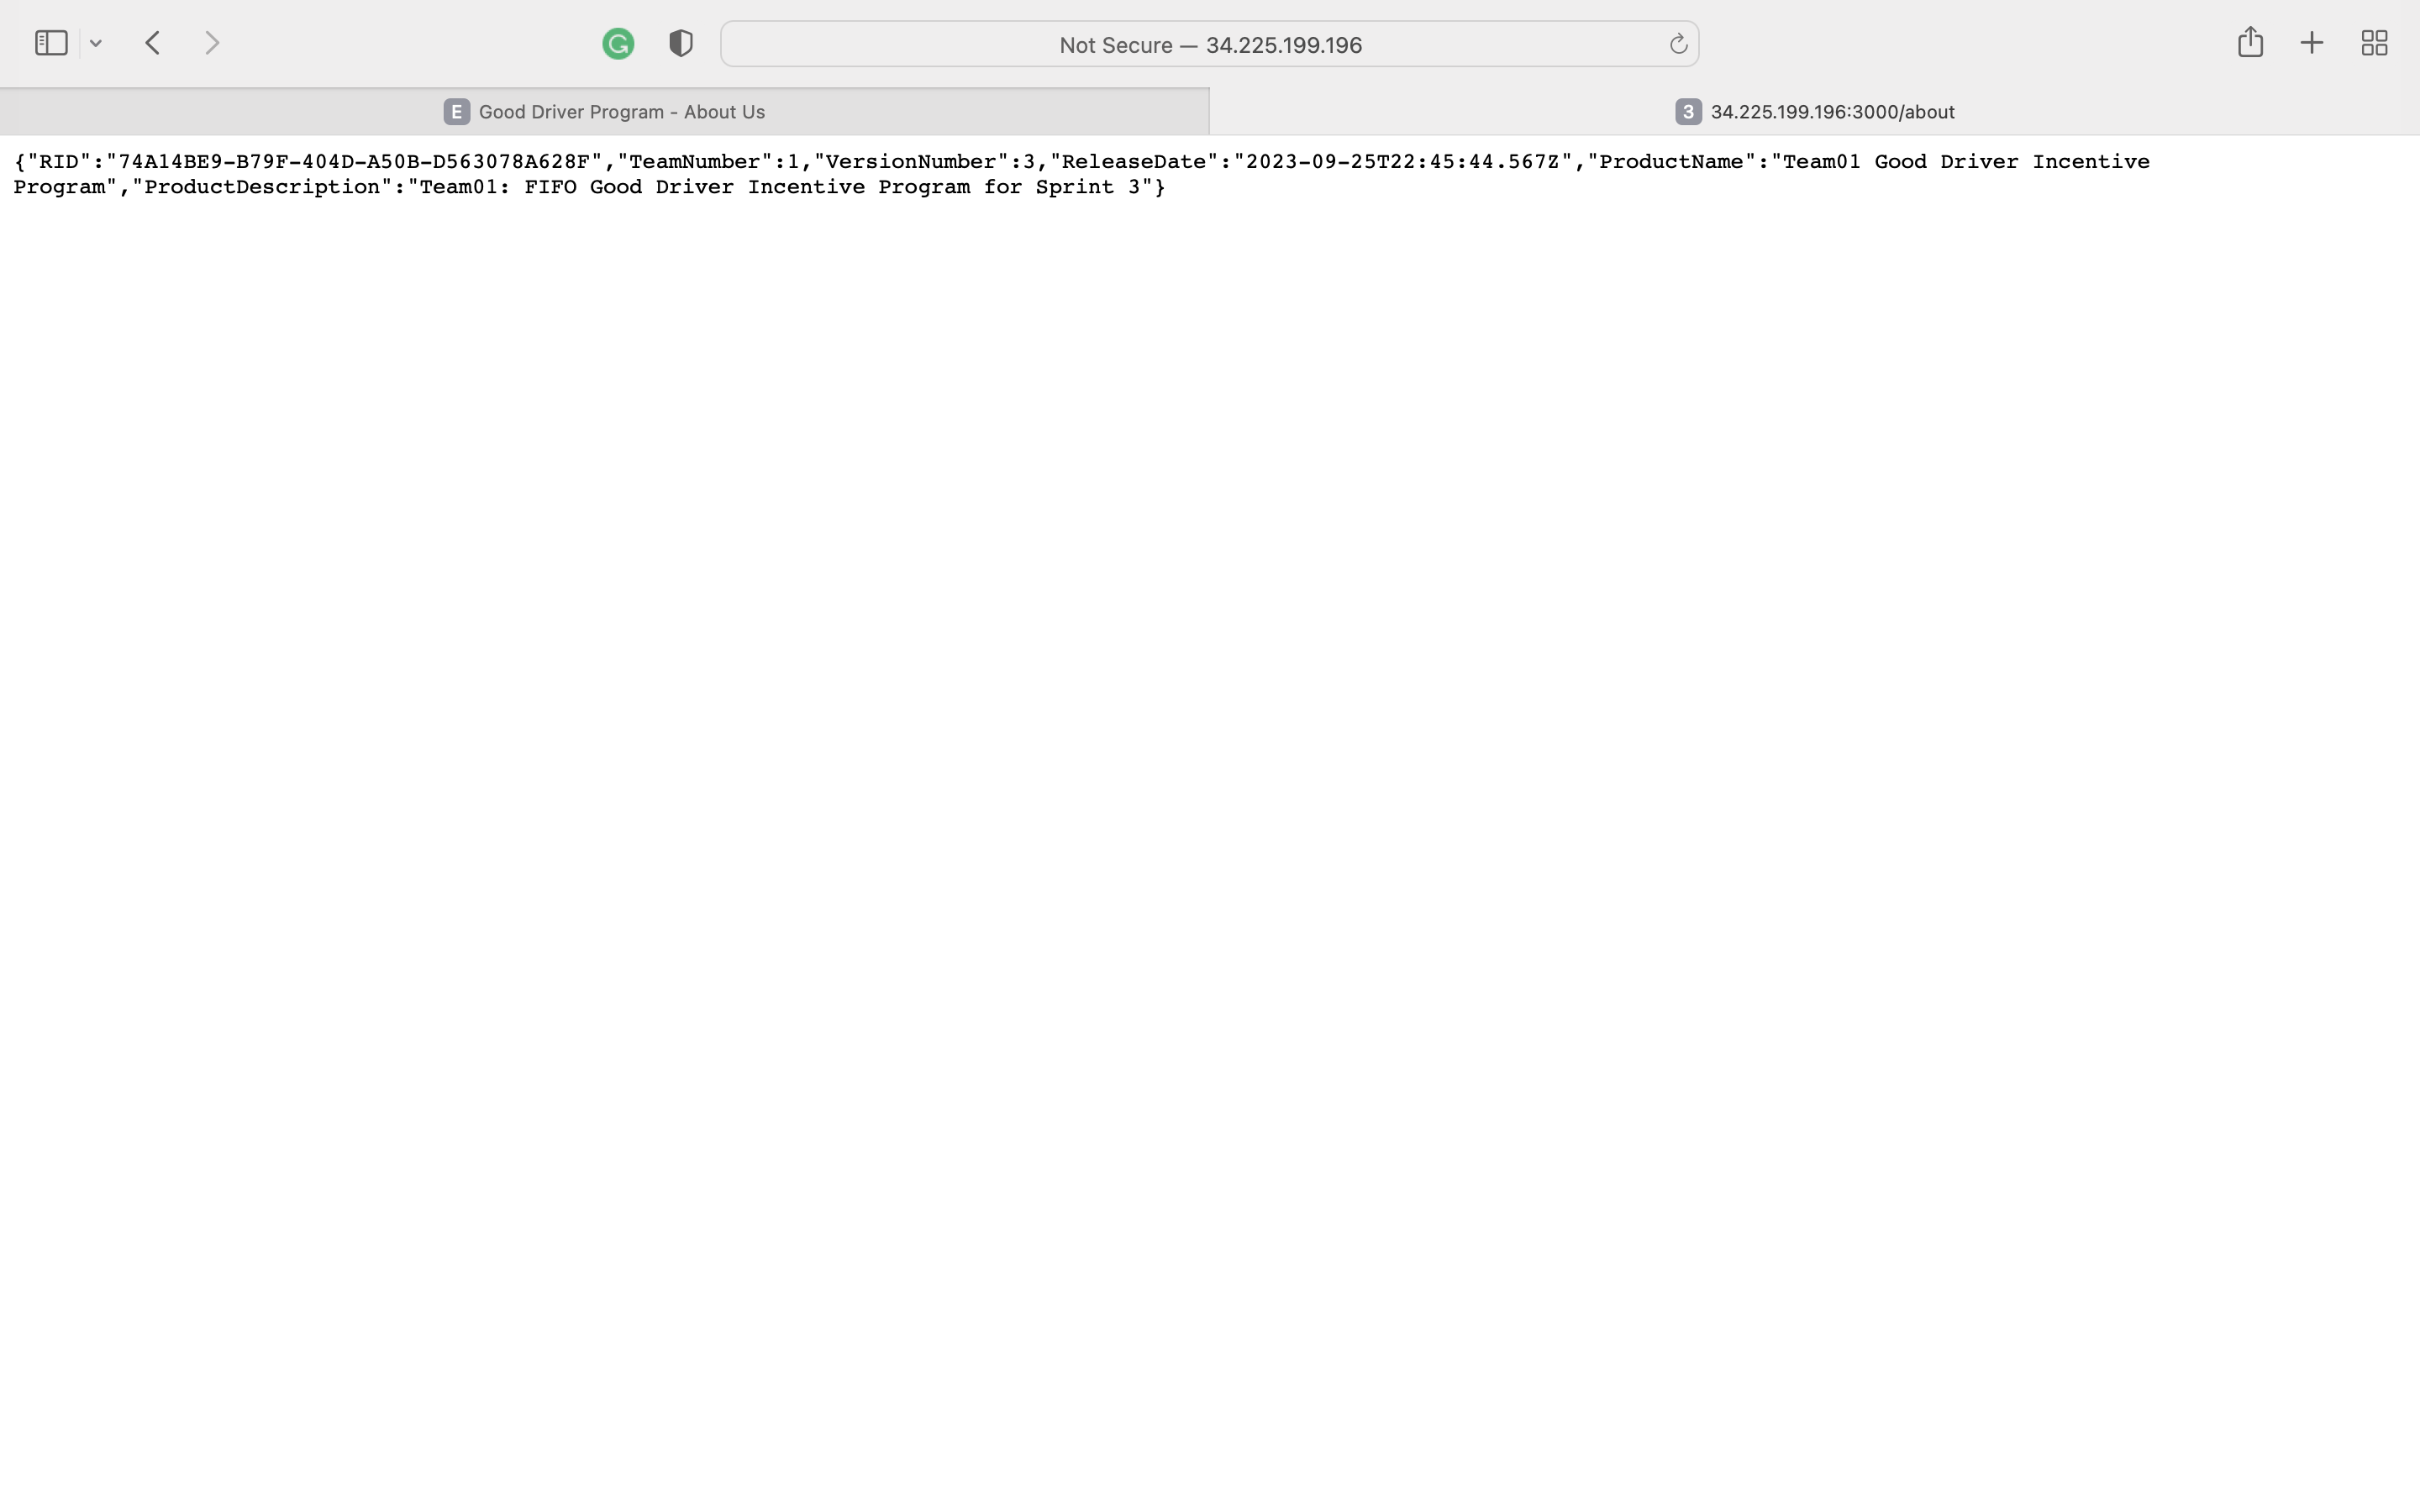 Not Secure — 34.225.199.196
E Good Driver Program - About Us
3 34.225.199.196:3000/about
{"RID":"74A14BE9-B79F-404D-A50B-D563078A628F","TeamNumber":1,"VersionNumber":3,"ReleaseDate":"2023-09-25T22:45:44.567Z","ProductName":"Team01 Good Driver Incentive
Program","ProductDescription":"Team01: FIFO Good Driver Incentive Program for Sprint 3"}